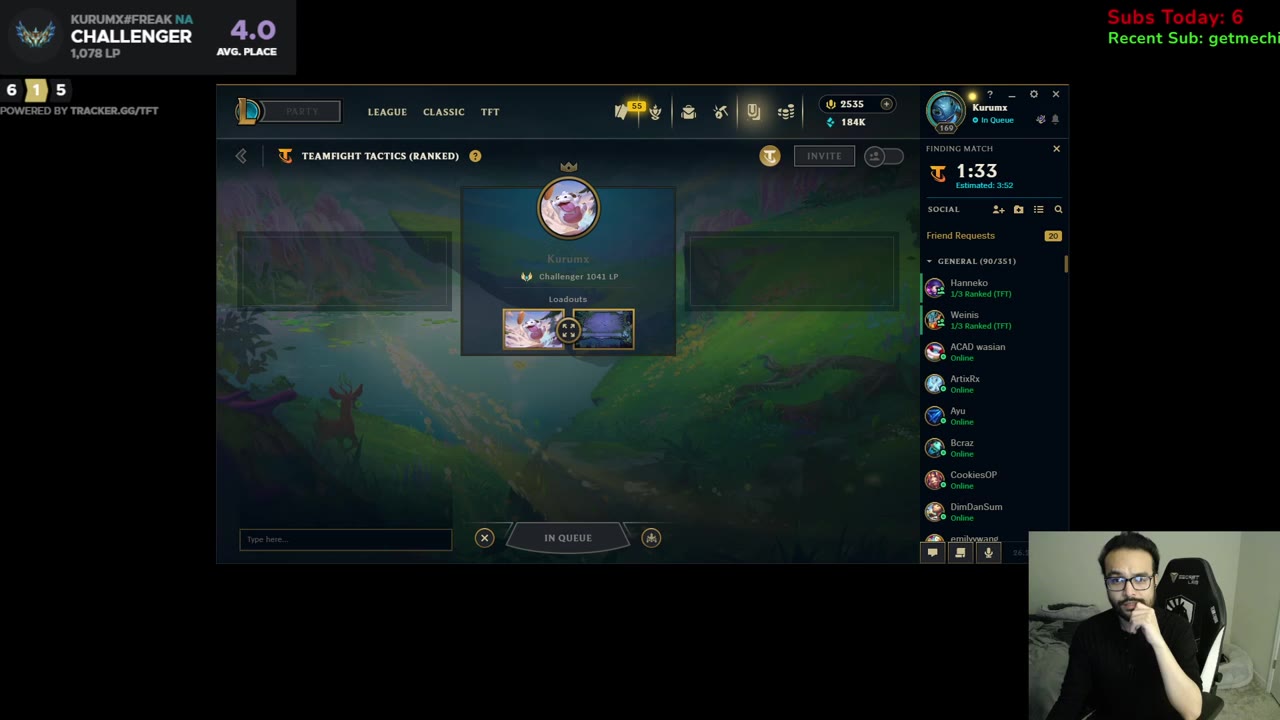 KURUMX#FREAK NA
CHALLENGER
1,078 LP
4.0
AVG. PLACE
6 1 5
POWERED BY TRACKER.GG/TFT
Subs Today: 6
Recent Sub: getmechi
PARTY
LEAGUE
CLASSIC
TFT
55
2535
184K
?
Kurumx
In Queue
169
TEAMFIGHT TACTICS (RANKED)
?
INVITE
FINDING MATCH
1:33
Estimated: 3:52
SOCIAL
Friend Requests
20
GENERAL (90/351)
Hanneko
1/3 Ranked (TFT)
Weinis
1/3 Ranked (TFT)
ACAD wasian
Online
ArtixRx
Online
Ayu
Online
Bcraz
Online
CookiesOP
Online
DimDanSum
Online
emilyywang
Kurumx
Challenger 1041 LP
Loadouts
Type here...
IN QUEUE
SECRET
LAB